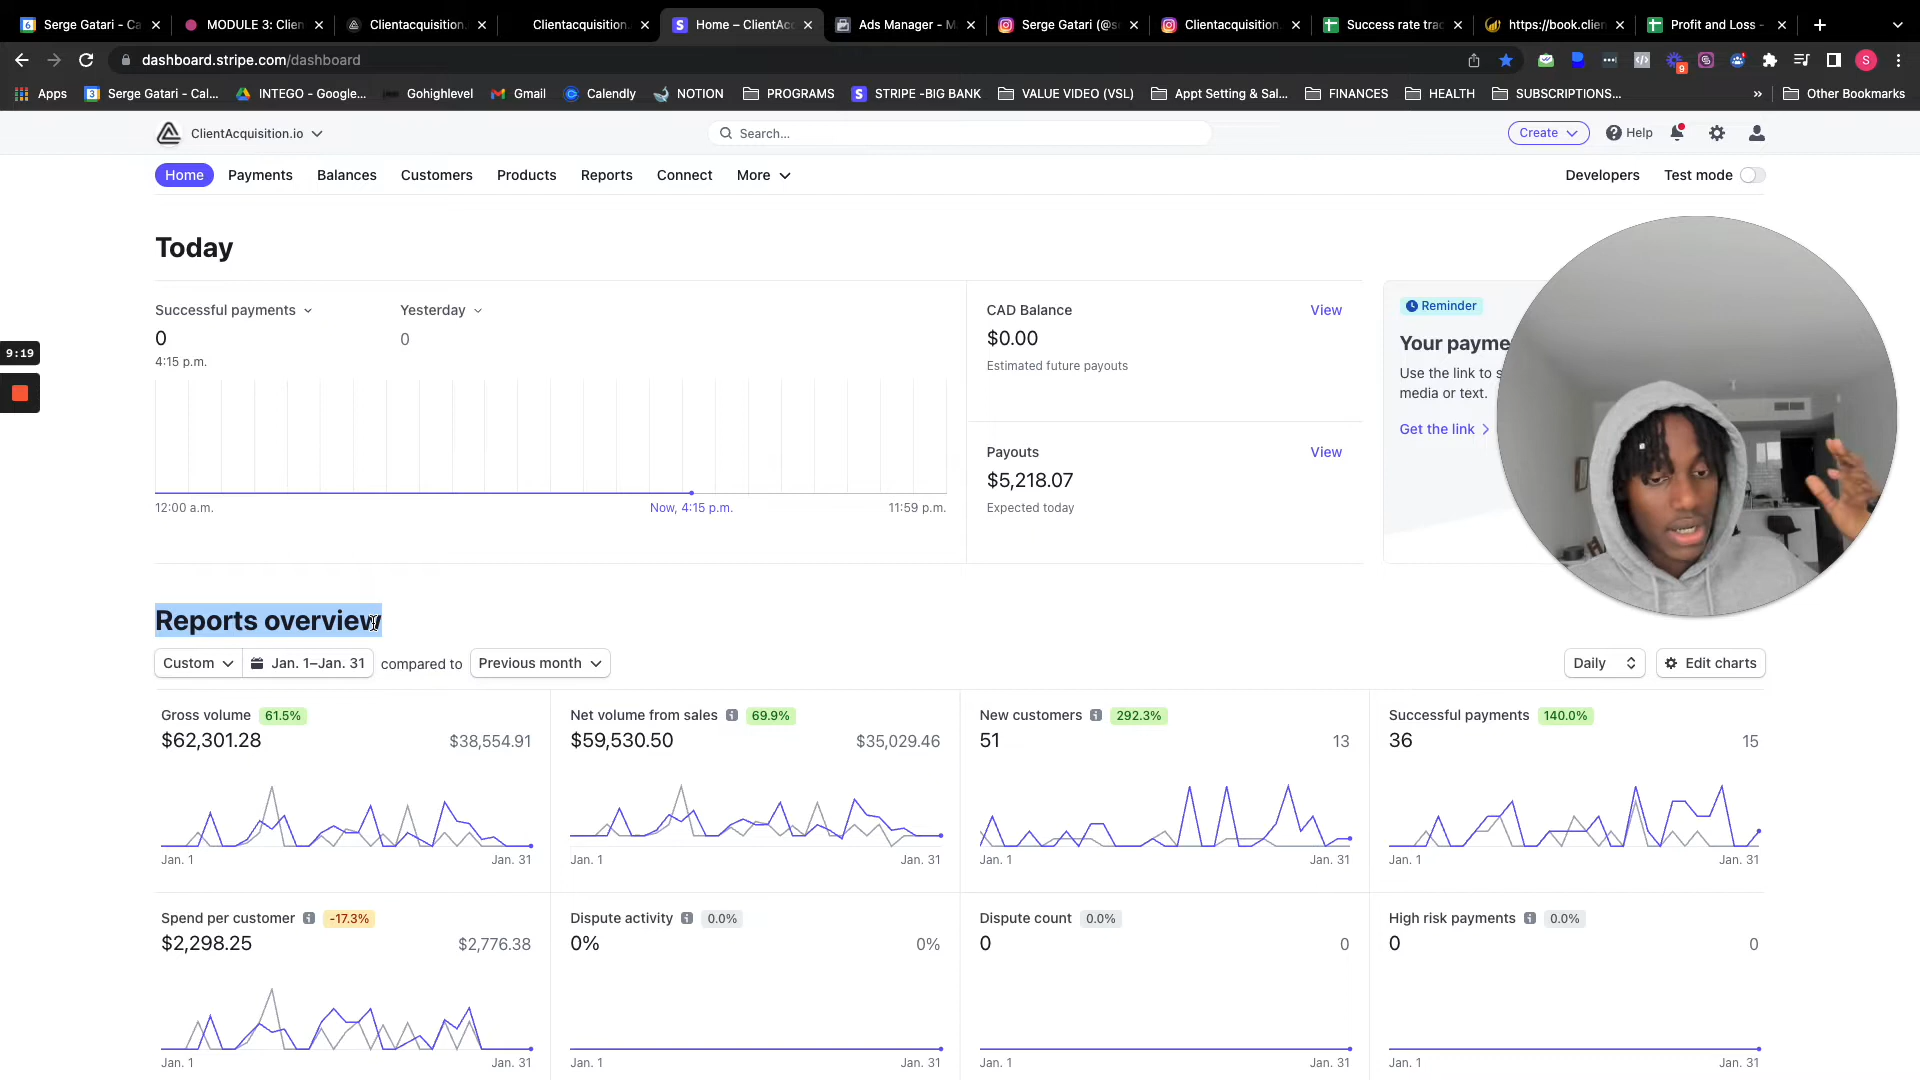 Serge Gatari - Ca
MODULE 3: Clien
Clientacquisition.
Clientacquisition.
Home – ClientAc
Ads Manager - M
Serge Gatari (@s
Clientacquisition.
Success rate trac
https://book.clien
Profit and Loss -
dashboard.stripe.com/dashboard
Apps
Serge Gatari - Cal...
INTEGO - Google...
Gohighlevel
Gmail
Calendly
NOTION
PROGRAMS
STRIPE -BIG BANK
VALUE VIDEO (VSL)
Appt Setting & Sal...
FINANCES
HEALTH
SUBSCRIPTIONS...
»
Other Bookmarks
ClientAcquisition.io
Search...
Create
Help
Home
Payments
Balances
Customers
Products
Reports
Connect
More
Developers
Test mode
Today
Successful payments
Yesterday
0
0
4:15 p.m.
12:00 a.m.
Now, 4:15 p.m.
11:59 p.m.
CAD Balance
View
$0.00
Estimated future payouts
Payouts
View
$5,218.07
Expected today
Reminder
Your payme
Use the link to s
media or text.
Get the link
9:19
Reports overview
Custom
Jan. 1–Jan. 31
compared to
Previous month
Daily
Edit charts
Gross volume 61.5%
$62,301.28
$38,554.91
Jan. 1
Jan. 31
Net volume from sales 69.9%
$59,530.50
$35,029.46
Jan. 1
Jan. 31
New customers 292.3%
51
13
Jan. 1
Jan. 31
Successful payments 140.0%
36
15
Jan. 1
Jan. 31
Spend per customer -17.3%
$2,298.25
$2,776.38
Jan. 1
Jan. 31
Dispute activity 0.0%
0%
0%
Jan. 1
Jan. 31
Dispute count 0.0%
0
0
Jan. 1
Jan. 31
High risk payments 0.0%
0
0
Jan. 1
Jan. 31